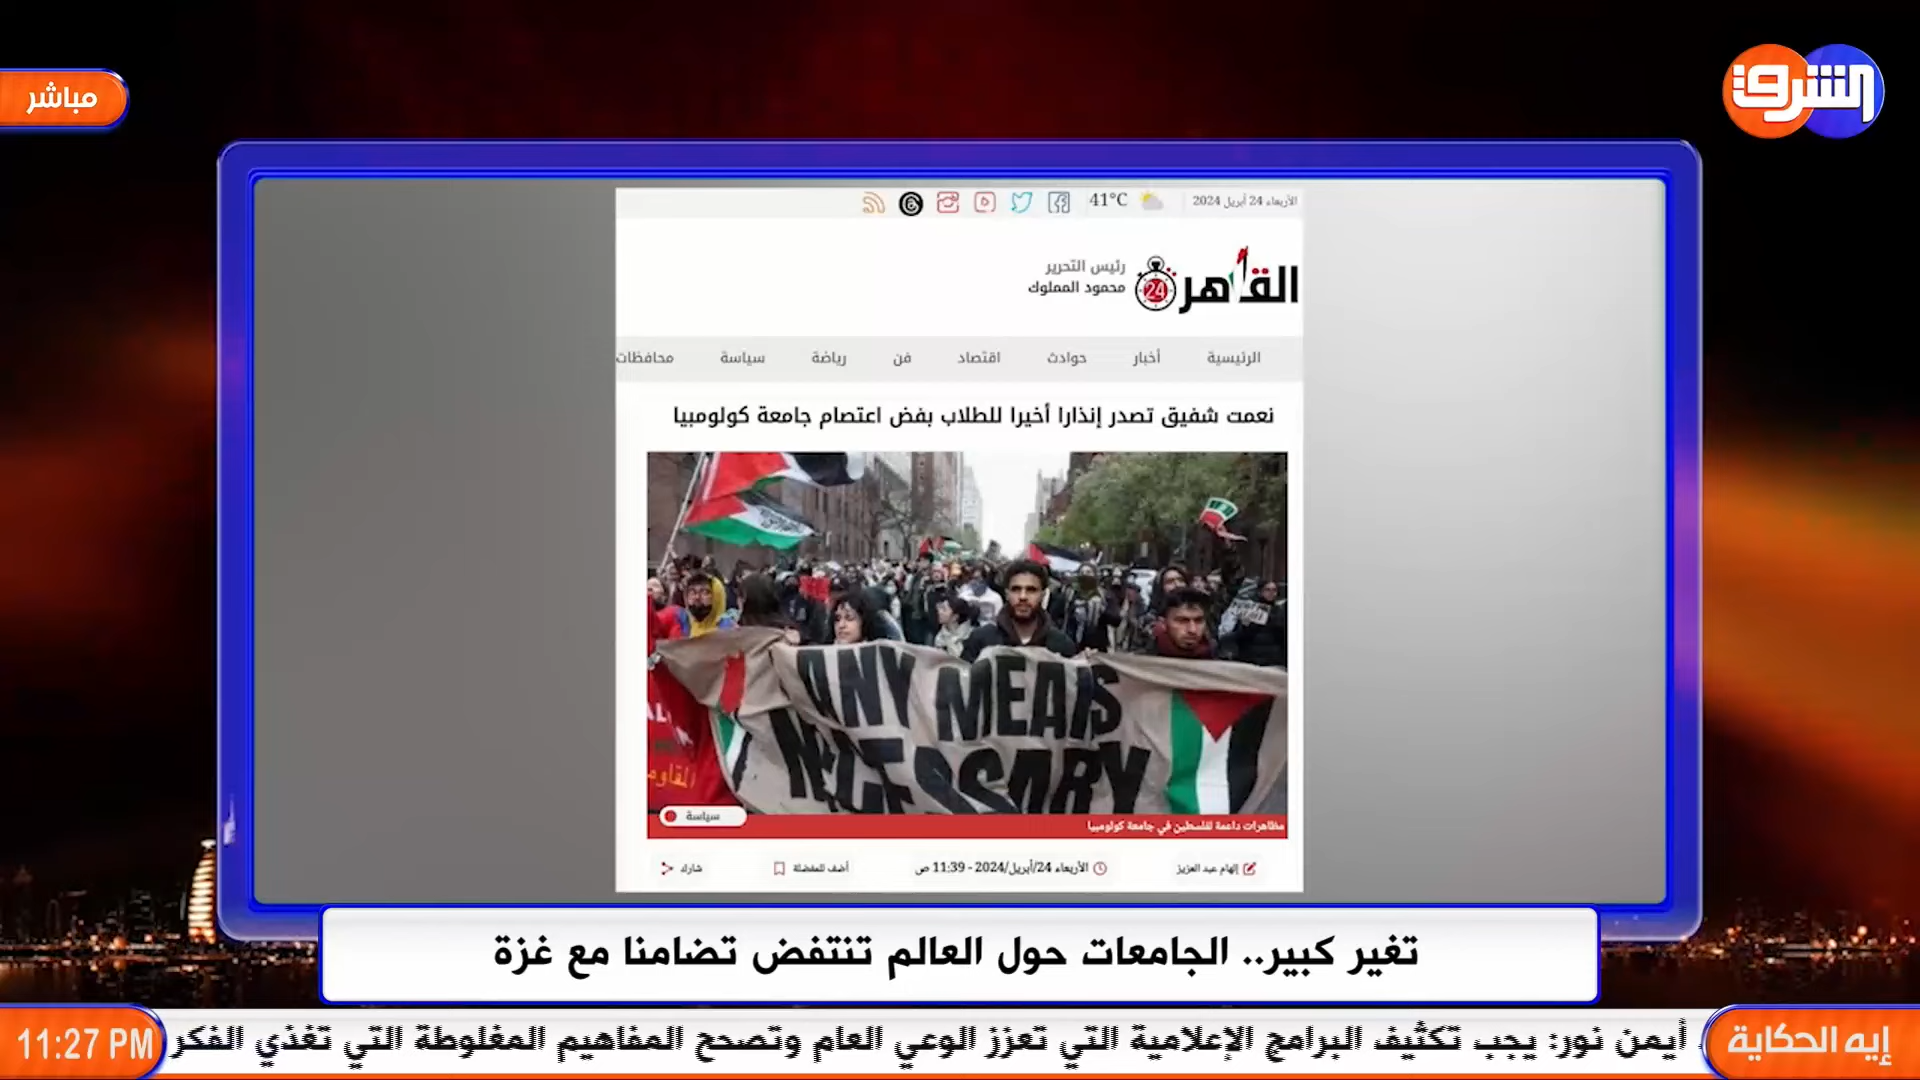 مباشر
الشرق
الأربعاء 24 أبريل 2024
41°C
القاهرة 24
رئيس التحرير
محمود المملوك
الرئيسية أخبار حوادث اقتصاد فن رياضة سياسة محافظات
نعمت شفيق تصدر إنذارا أخيرا للطلاب بفض اعتصام جامعة كولومبيا
ANY MEANS
NECESSARY
سياسة
مظاهرات داعمة لفلسطين في جامعة كولومبيا
إلهام عبد العزيز
الأربعاء 24/أبريل/2024 - 11:39 ص
أضف للمفضلة
شارك
تغير كبير.. الجامعات حول العالم تنتفض تضامنا مع غزة
إيه الحكاية
أيمن نور: يجب تكثيف البرامج الإعلامية التي تعزز الوعي العام وتصحح المفاهيم المغلوطة التي تغذي الفكر
11:27 PM